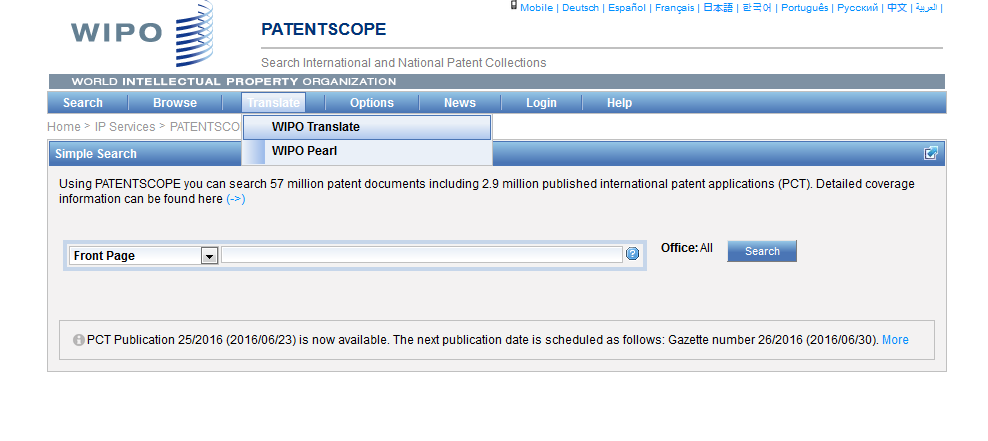 Mobile | Deutsch | Español | Français | 日本語 | 한국어 | Português | Русский | 中文 | العربية |
WIPO
PATENTSCOPE
Search International and National Patent Collections
WORLD INTELLECTUAL PROPERTY ORGANIZATION
Search Browse Translate Options News Login Help
Home > IP Services > PATENTSCO
WIPO Translate
WIPO Pearl
Simple Search
Using PATENTSCOPE you can search 57 million patent documents including 2.9 million published international patent applications (PCT). Detailed coverage
information can be found here (->)
Front Page
Office: All
Search
PCT Publication 25/2016 (2016/06/23) is now available. The next publication date is scheduled as follows: Gazette number 26/2016 (2016/06/30). More